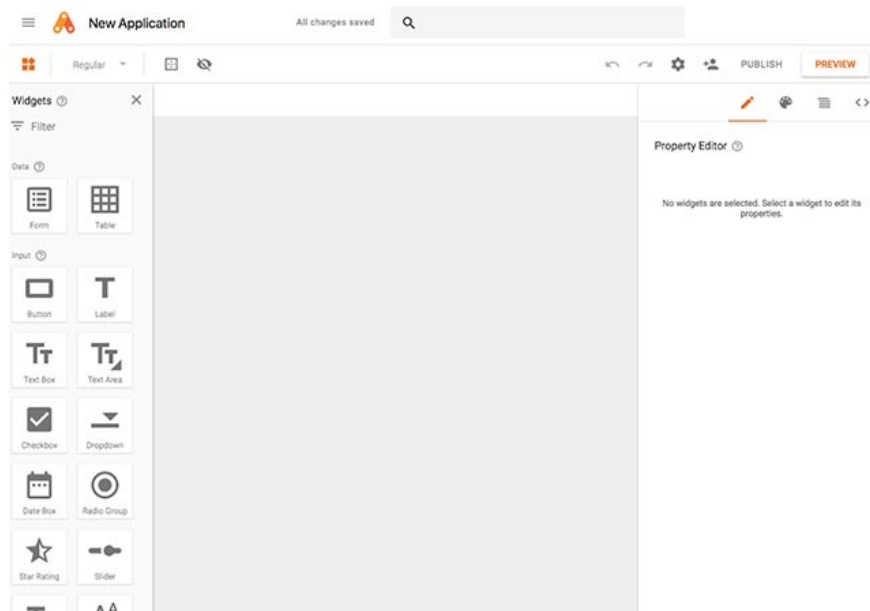 New Application
All changes saved
Regular
PUBLISH
PREVIEW
Widgets
Filter
Data
Form
Table
Input
Button
Label
Text Box
Text Area
Checkbox
Dropdown
Date Box
Radio Group
Star Rating
Slider
Property Editor
No widgets are selected. Select a widget to edit its
properties.